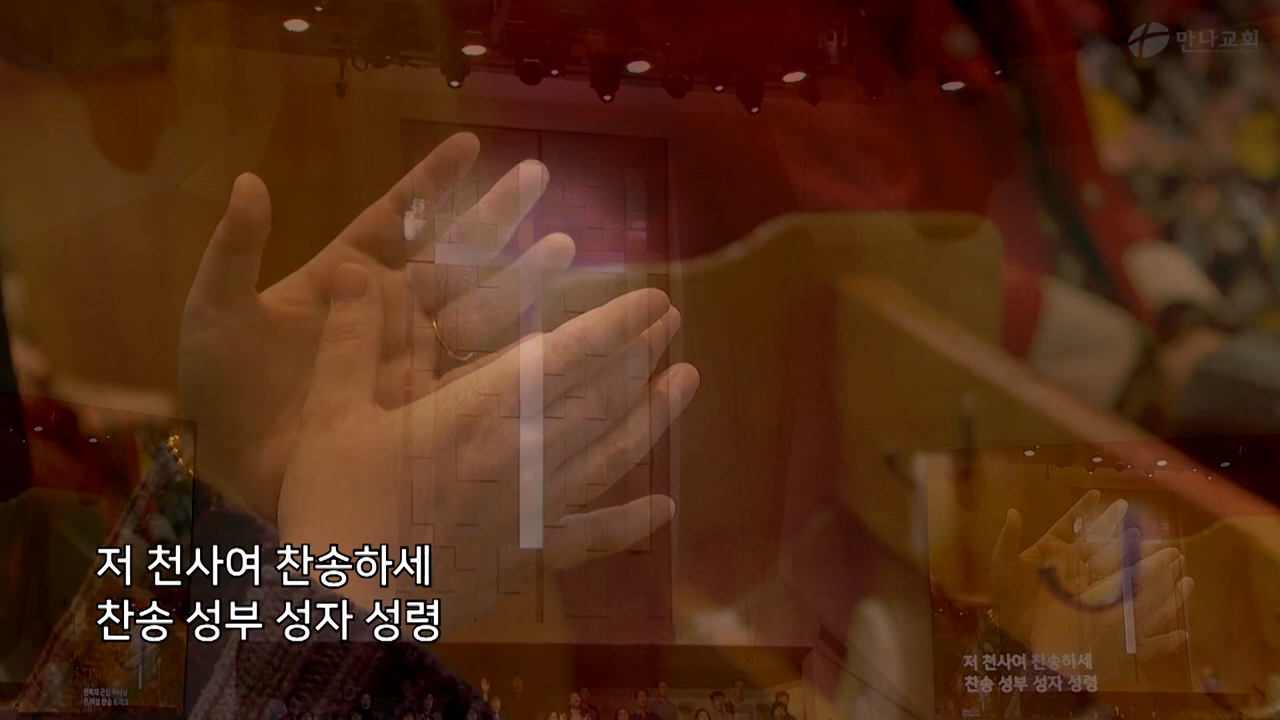 만나교회
저 천사여 찬송하세
찬송 성부 성자 성령
저 천사여 찬송하세
찬송 성부 성자 성령